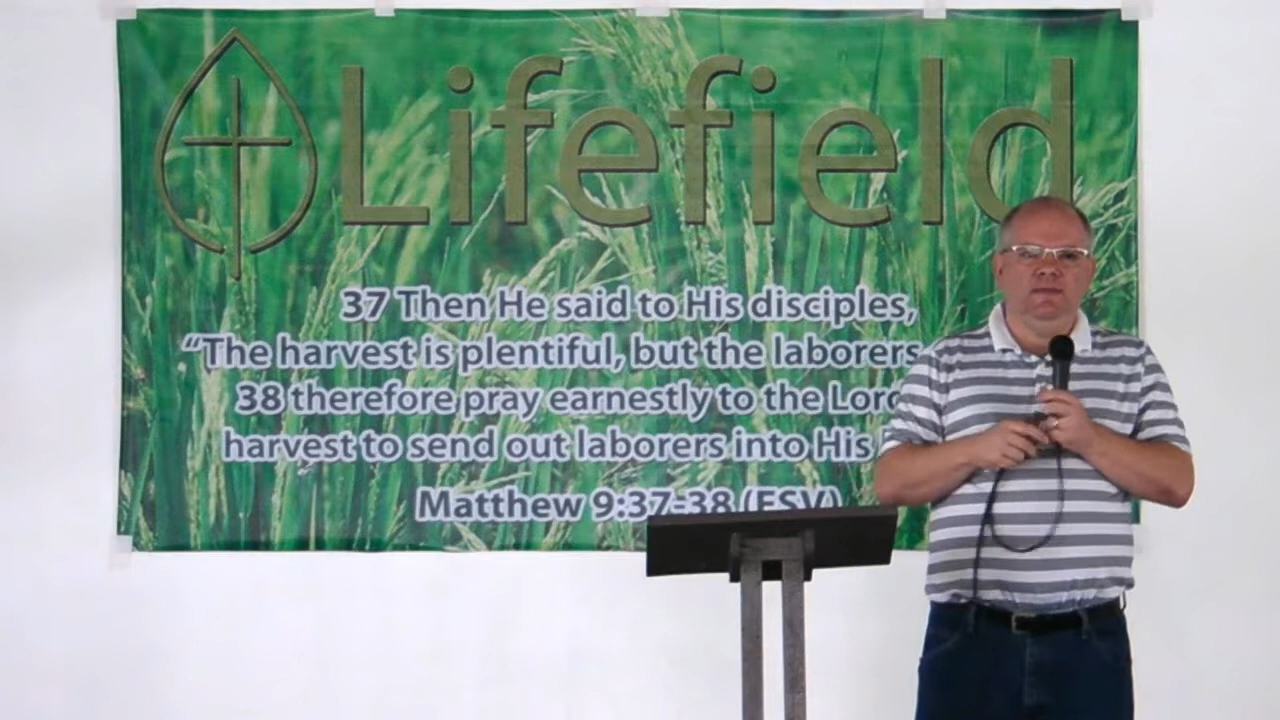 Lifefield
37 Then He said to His disciples,
“The harvest is plentiful, but the laborers
38 therefore pray earnestly to the Lord
harvest to send out laborers into His
Matthew 9:37-38 (ESV)